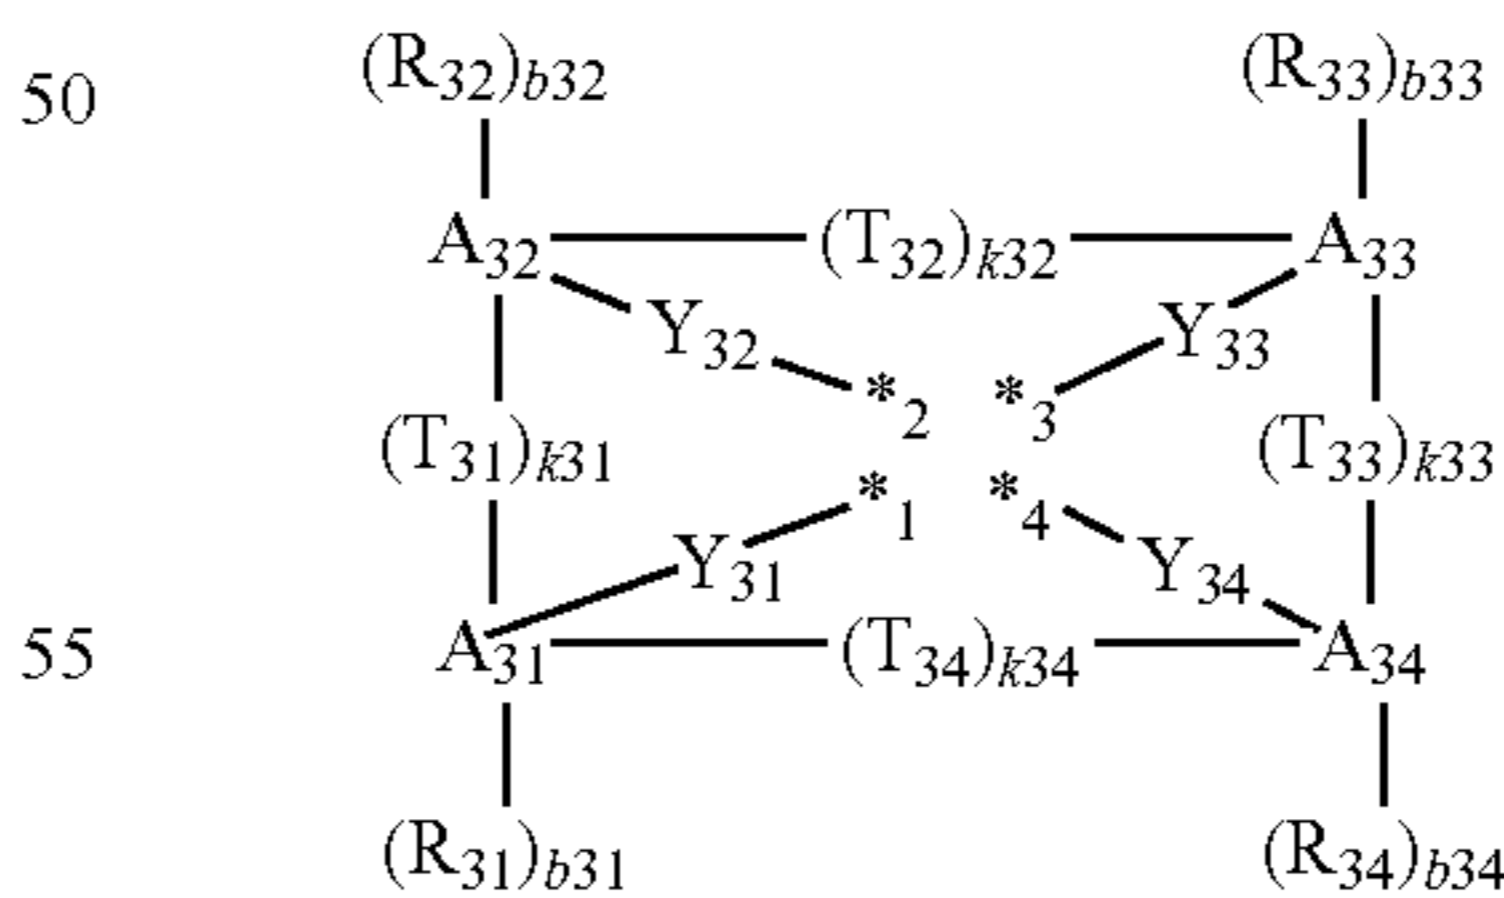 50 (R32)b32 (R33)b33
A32 (T32)k32 A33
Y32 Y33
*2 *3
(T31)k31 (T33)k33
*1 *4
Y31 Y34
55 A31 (T34)k34 A34
(R31)b31 (R34)b34